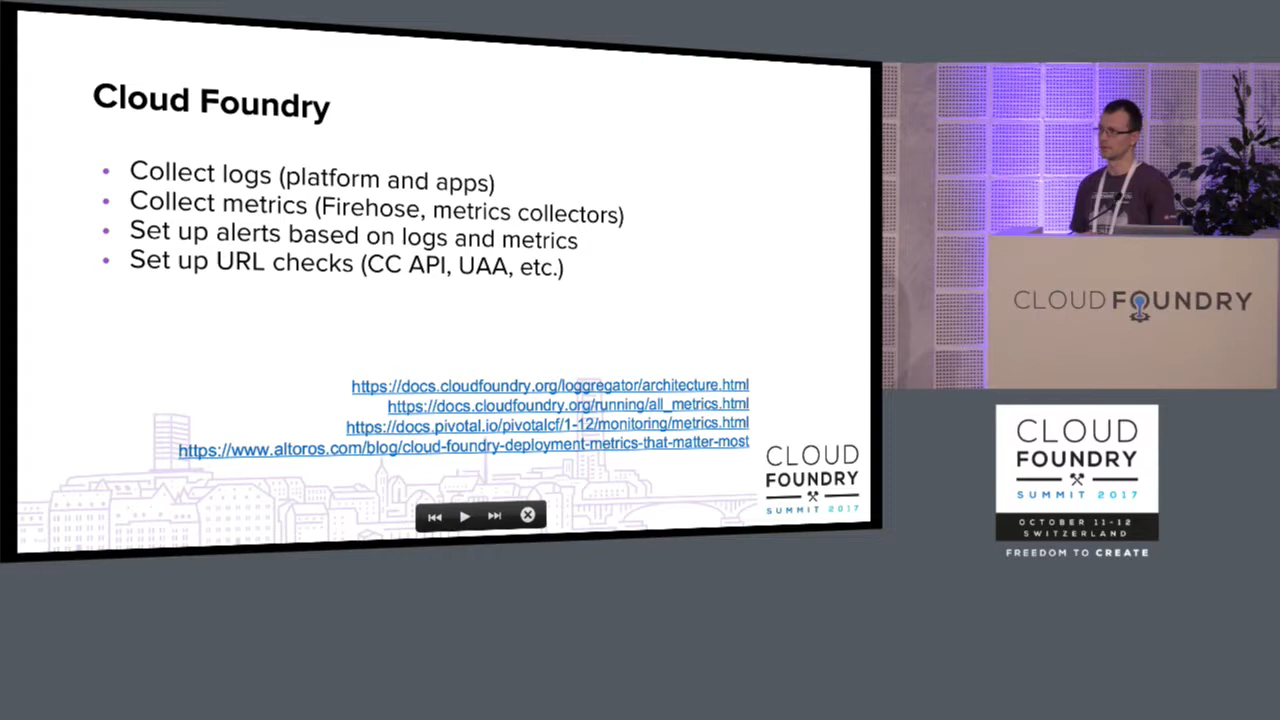 Cloud Foundry
• Collect logs (platform and apps)
• Collect metrics (Firehose, metrics collectors)
• Set up alerts based on logs and metrics
• Set up URL checks (CC API, UAA, etc.)
https://docs.cloudfoundry.org/loggregator/architecture.html
https://docs.cloudfoundry.org/running/all_metrics.html
https://docs.pivotal.io/pivotalcf/1-12/monitoring/metrics.html
https://www.altoros.com/blog/cloud-foundry-deployment-metrics-that-matter-most
CLOUD
FOUNDRY
SUMMIT 2017
CLOUD FOUNDRY
CLOUD
FOUNDRY
SUMMIT 2017
OCTOBER 11-12
SWITZERLAND
FREEDOM TO CREATE